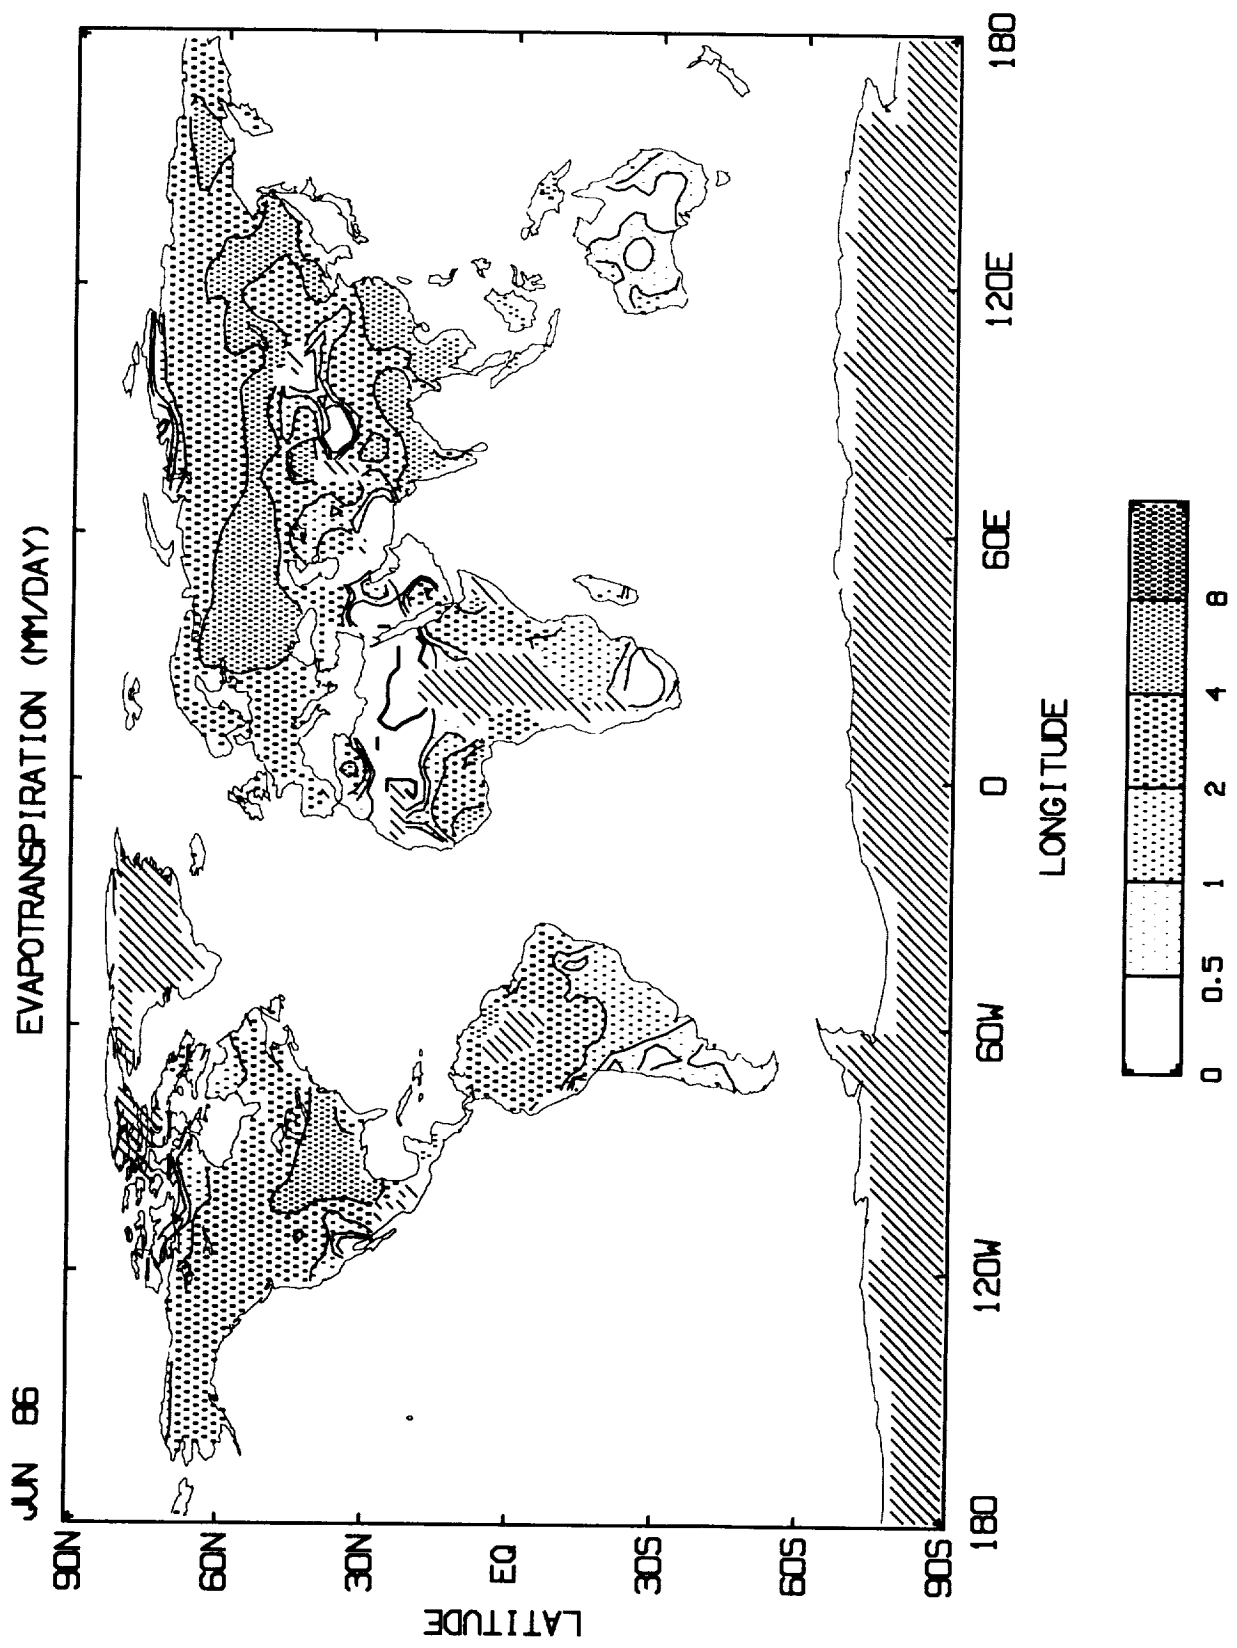 JUN 86
EVAPOTRANSPIRATION (MM/DAY)
90N
60N
30N
EQ
30S
60S
90S
LATITUDE
180
120W
60W
0
60E
120E
180
LONGITUDE
0
0.5
1
2
4
8